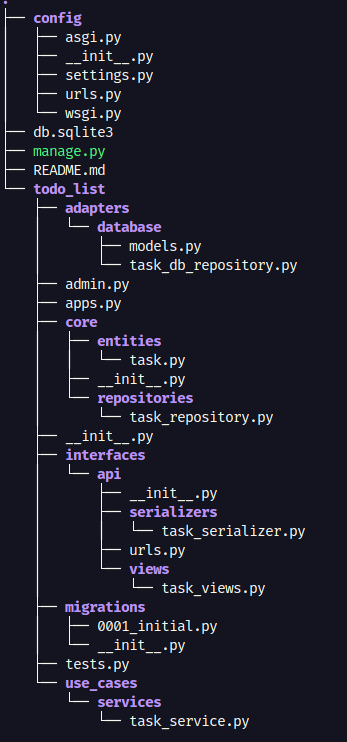 .
├── config
│   ├── asgi.py
│   ├── __init__.py
│   ├── settings.py
│   ├── urls.py
│   └── wsgi.py
├── db.sqlite3
├── manage.py
├── README.md
└── todo_list
    ├── adapters
    │   └── database
    │       ├── models.py
    │       └── task_db_repository.py
    ├── admin.py
    ├── apps.py
    ├── core
    │   ├── entities
    │   │   └── task.py
    │   ├── __init__.py
    │   └── repositories
    │       └── task_repository.py
    ├── __init__.py
    ├── interfaces
    │   └── api
    │       ├── __init__.py
    │       ├── serializers
    │       │   └── task_serializer.py
    │       ├── urls.py
    │       └── views
    │           └── task_views.py
    ├── migrations
    │   ├── 0001_initial.py
    │   └── __init__.py
    ├── tests.py
    └── use_cases
        └── services
            └── task_service.py